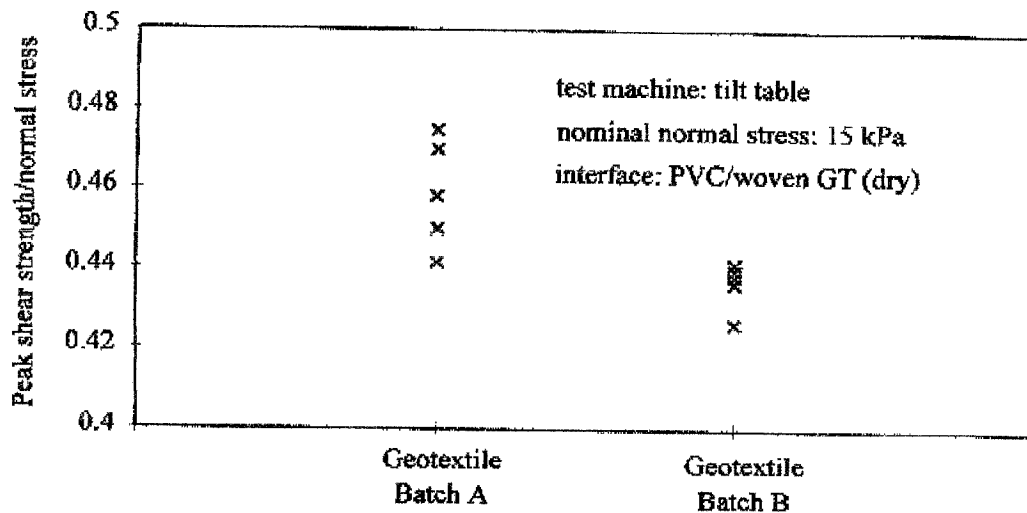 0.5
0.48
0.46
0.44
0.42
0.4
Peak shear strength/normal stress
test machine: tilt table
nominal normal stress: 15 kPa
interface: PVC/woven GT (dry)
Geotextile
Batch A
Geotextile
Batch B